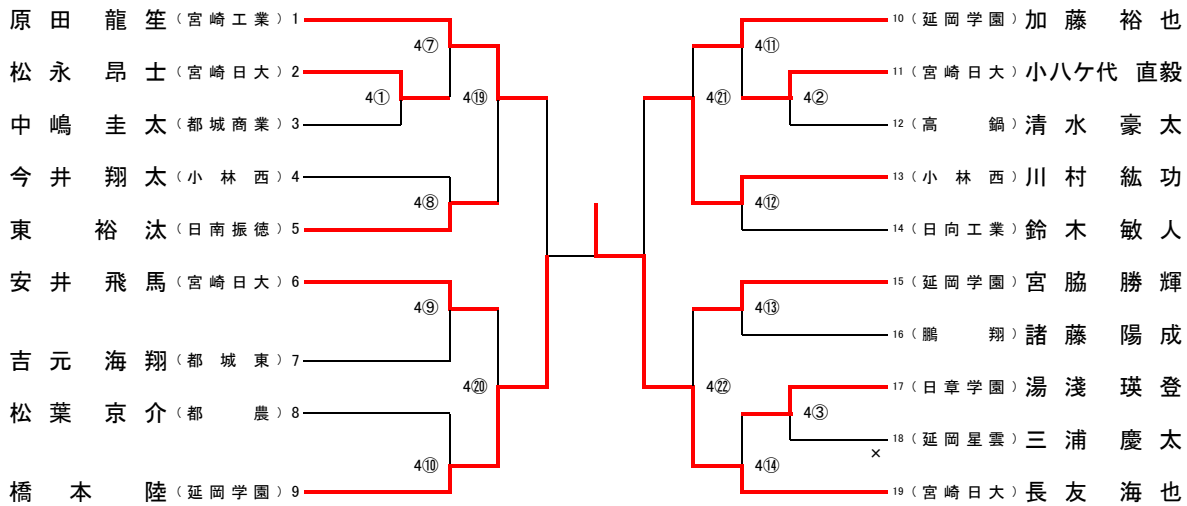 原田 龍笙（宮崎工業）1
4⑦
松永 昂士（宮崎日大）2
4① 4⑲
中嶋 圭太（都城商業）3
今井 翔太（小林西）4
4⑧
東 裕汰（日南振徳）5
安井 飛馬（宮崎日大）6
4⑨
吉元 海翔（都城東）7
4⑳
松葉 京介（都農）8
4⑩
橋本 陸（延岡学園）9
10（延岡学園）加藤 裕也
4⑪
11（宮崎日大）小八ケ代 直毅
4㉑ 4②
12（高鍋）清水 豪太
13（小林西）川村 紘功
4⑫
14（日向工業）鈴木 敏人
15（延岡学園）宮脇 勝輝
4⑬
16（鵬翔）諸藤 陽成
17（日章学園）湯淺 瑛登
4㉒ 4③
18（延岡星雲）三浦 慶太
×
4⑭
19（宮崎日大）長友 海也